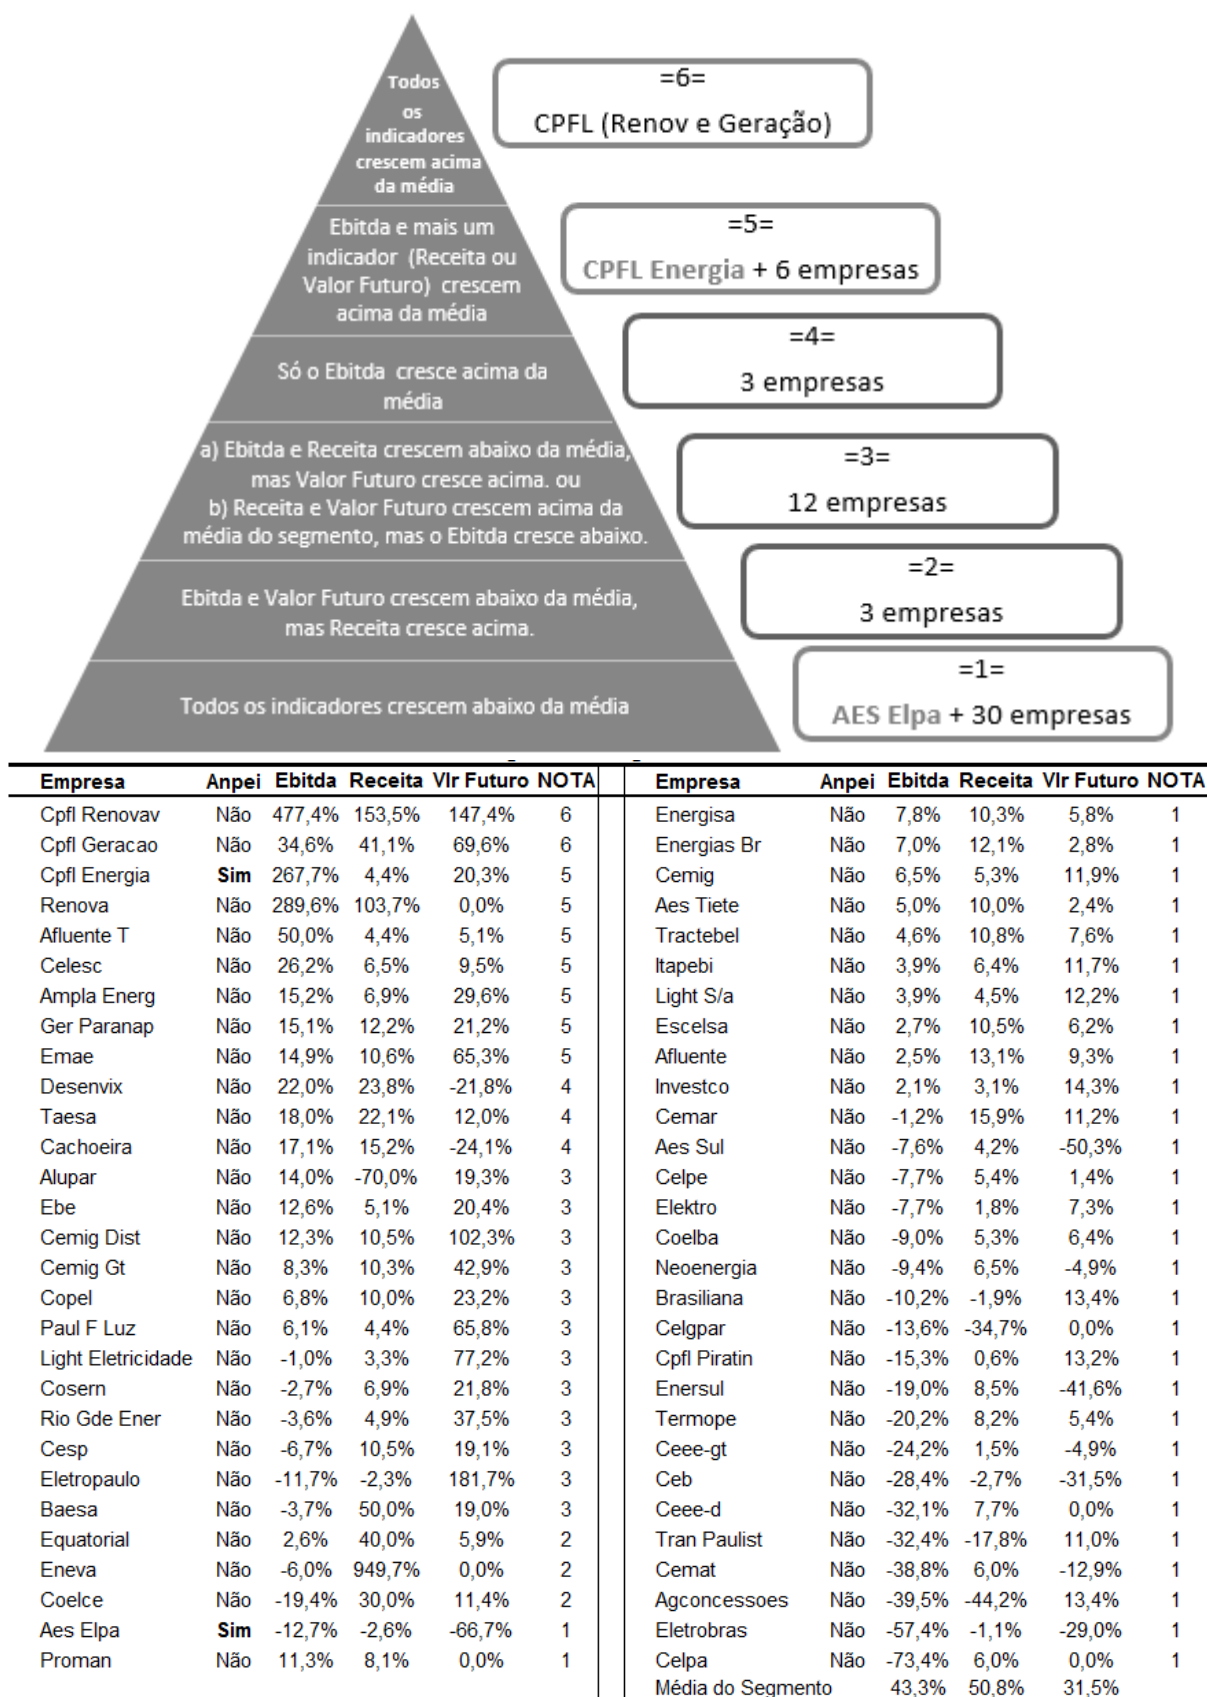 Todos
os
indicadores
crescem acima
da média
=6=
CPFL (Renov e Geração)
Ebitda e mais um
indicador (Receita ou
Valor Futuro) crescem
acima da média
=5=
CPFL Energia + 6 empresas
Só o Ebitda cresce acima da
média
=4=
3 empresas
a) Ebitda e Receita crescem abaixo da média,
mas Valor Futuro cresce acima. ou
b) Receita e Valor Futuro crescem acima da
média do segmento, mas o Ebitda cresce abaixo.
=3=
12 empresas
Ebitda e Valor Futuro crescem abaixo da média,
mas Receita cresce acima.
=2=
3 empresas
Todos os indicadores crescem abaixo da média
=1=
AES Elpa + 30 empresas
Empresa Anpei Ebitda Receita Vlr Futuro NOTA
Cpfl Renovav Não 477,4% 153,5% 147,4% 6
Cpfl Geracao Não 34,6% 41,1% 69,6% 6
Cpfl Energia Sim 267,7% 4,4% 20,3% 5
Renova Não 289,6% 103,7% 0,0% 5
Afluente T Não 50,0% 4,4% 5,1% 5
Celesc Não 26,2% 6,5% 9,5% 5
Ampla Energ Não 15,2% 6,9% 29,6% 5
Ger Paranap Não 15,1% 12,2% 21,2% 5
Emae Não 14,9% 10,6% 65,3% 5
Desenvix Não 22,0% 23,8% -21,8% 4
Taesa Não 18,0% 22,1% 12,0% 4
Cachoeira Não 17,1% 15,2% -24,1% 4
Alupar Não 14,0% -70,0% 19,3% 3
Ebe Não 12,6% 5,1% 20,4% 3
Cemig Dist Não 12,3% 10,5% 102,3% 3
Cemig Gt Não 8,3% 10,3% 42,9% 3
Copel Não 6,8% 10,0% 23,2% 3
Paul F Luz Não 6,1% 4,4% 65,8% 3
Light Eletricidade Não -1,0% 3,3% 77,2% 3
Cosern Não -2,7% 6,9% 21,8% 3
Rio Gde Ener Não -3,6% 4,9% 37,5% 3
Cesp Não -6,7% 10,5% 19,1% 3
Eletropaulo Não -11,7% -2,3% 181,7% 3
Baesa Não -3,7% 50,0% 19,0% 3
Equatorial Não 2,6% 40,0% 5,9% 2
Eneva Não -6,0% 949,7% 0,0% 2
Coelce Não -19,4% 30,0% 11,4% 2
Aes Elpa Sim -12,7% -2,6% -66,7% 1
Proman Não 11,3% 8,1% 0,0% 1
Empresa Anpei Ebitda Receita Vlr Futuro NOTA
Energisa Não 7,8% 10,3% 5,8% 1
Energias Br Não 7,0% 12,1% 2,8% 1
Cemig Não 6,5% 5,3% 11,9% 1
Aes Tiete Não 5,0% 10,0% 2,4% 1
Tractebel Não 4,6% 10,8% 7,6% 1
Itapebi Não 3,9% 6,4% 11,7% 1
Light S/a Não 3,9% 4,5% 12,2% 1
Escelsa Não 2,7% 10,5% 6,2% 1
Afluente Não 2,5% 13,1% 9,3% 1
Investco Não 2,1% 3,1% 14,3% 1
Cemar Não -1,2% 15,9% 11,2% 1
Aes Sul Não -7,6% 4,2% -50,3% 1
Celpe Não -7,7% 5,4% 1,4% 1
Elektro Não -7,7% 1,8% 7,3% 1
Coelba Não -9,0% 5,3% 6,4% 1
Neoenergia Não -9,4% 6,5% -4,9% 1
Brasiliana Não -10,2% -1,9% 13,4% 1
Celgpar Não -13,6% -34,7% 0,0% 1
Cpfl Piratin Não -15,3% 0,6% 13,2% 1
Enersul Não -19,0% 8,5% -41,6% 1
Termope Não -20,2% 8,2% 5,4% 1
Ceee-gt Não -24,2% 1,5% -4,9% 1
Ceb Não -28,4% -2,7% -31,5% 1
Ceee-d Não -32,1% 7,7% 0,0% 1
Tran Paulist Não -32,4% -17,8% 11,0% 1
Cemat Não -38,8% 6,0% -12,9% 1
Agconcessoes Não -39,5% -44,2% 13,4% 1
Eletrobras Não -57,4% -1,1% -29,0% 1
Celpa Não -73,4% 6,0% 0,0% 1
Média do Segmento 43,3% 50,8% 31,5%